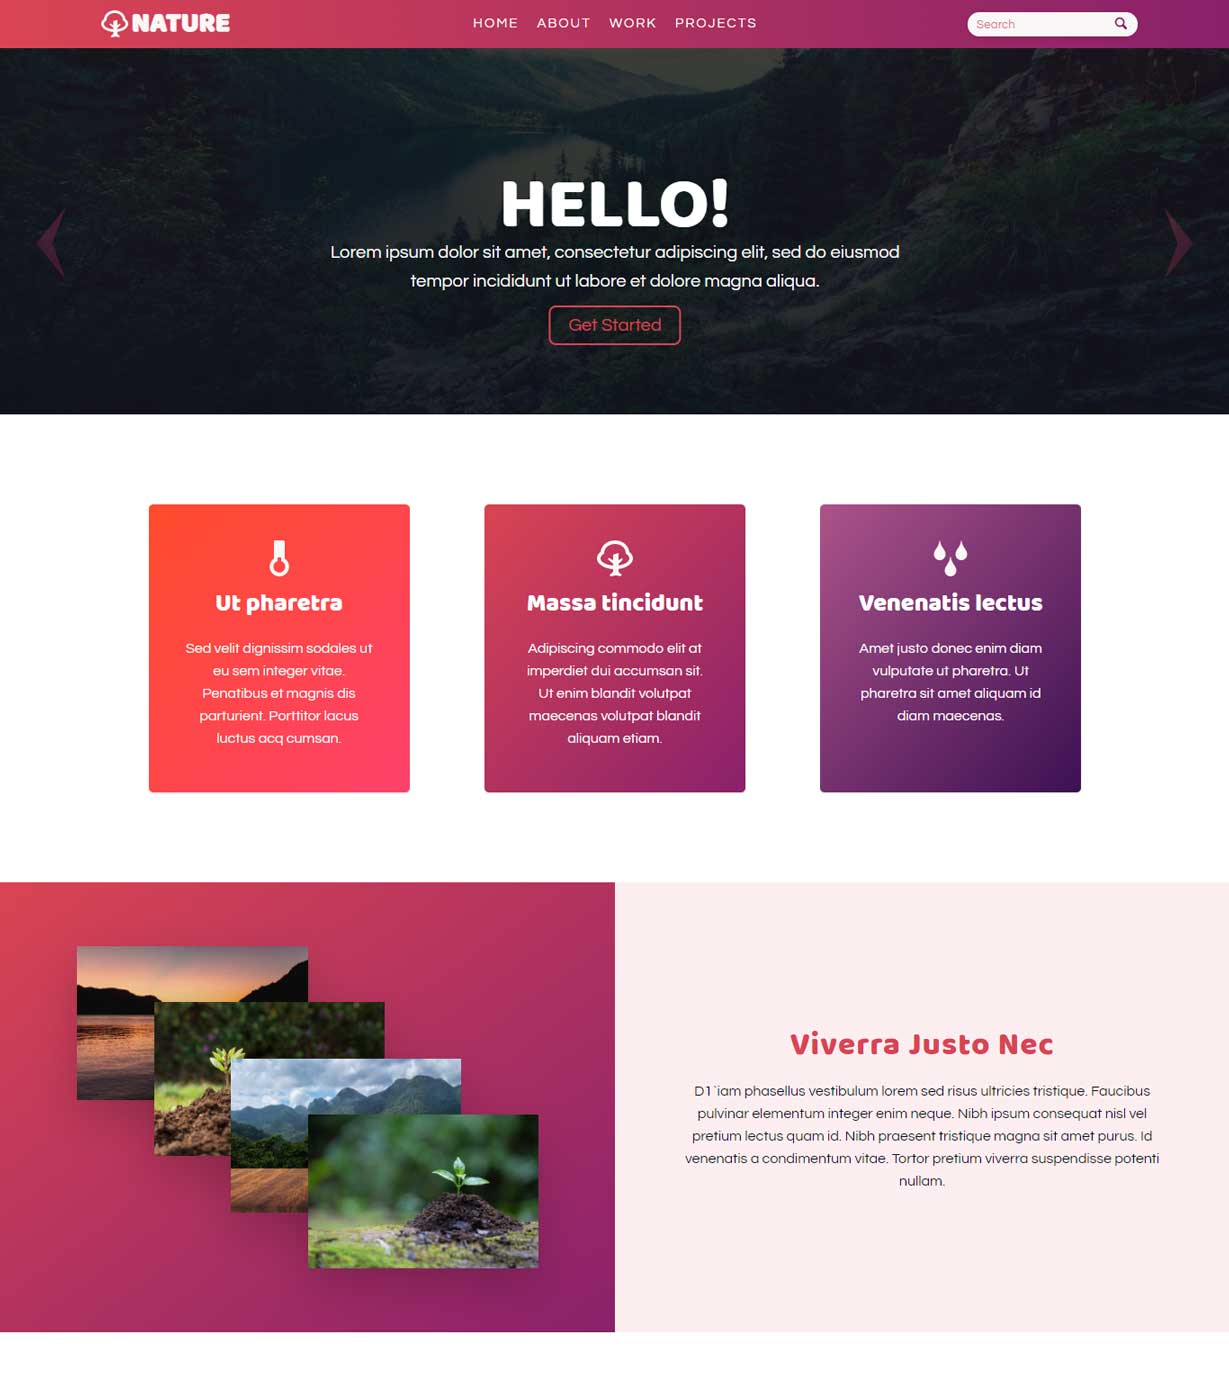 NATURE
HOME ABOUT WORK PROJECTS
Search
HELLO!
Lorem ipsum dolor sit amet, consectetur adipiscing elit, sed do eiusmod
tempor incididunt ut labore et dolore magna aliqua.
Get Started
Ut pharetra
Sed velit dignissim sodales ut
eu sem integer vitae.
Penatibus et magnis dis
parturient. Porttitor lacus
luctus acq cumsan.
Massa tincidunt
Adipiscing commodo elit at
imperdiet dui accumsan sit.
Ut enim blandit volutpat
maecenas volutpat blandit
aliquam etiam.
Venenatis lectus
Amet justo donec enim diam
vulputate ut pharetra. Ut
pharetra sit amet aliquam id
diam maecenas.
Viverra Justo Nec
D1`iam phasellus vestibulum lorem sed risus ultricies tristique. Faucibus
pulvinar elementum integer enim neque. Nibh ipsum consequat nisl vel
pretium lectus quam id. Nibh praesent tristique magna sit amet purus. Id
venenatis a condimentum vitae. Tortor pretium viverra suspendisse potenti
nullam.